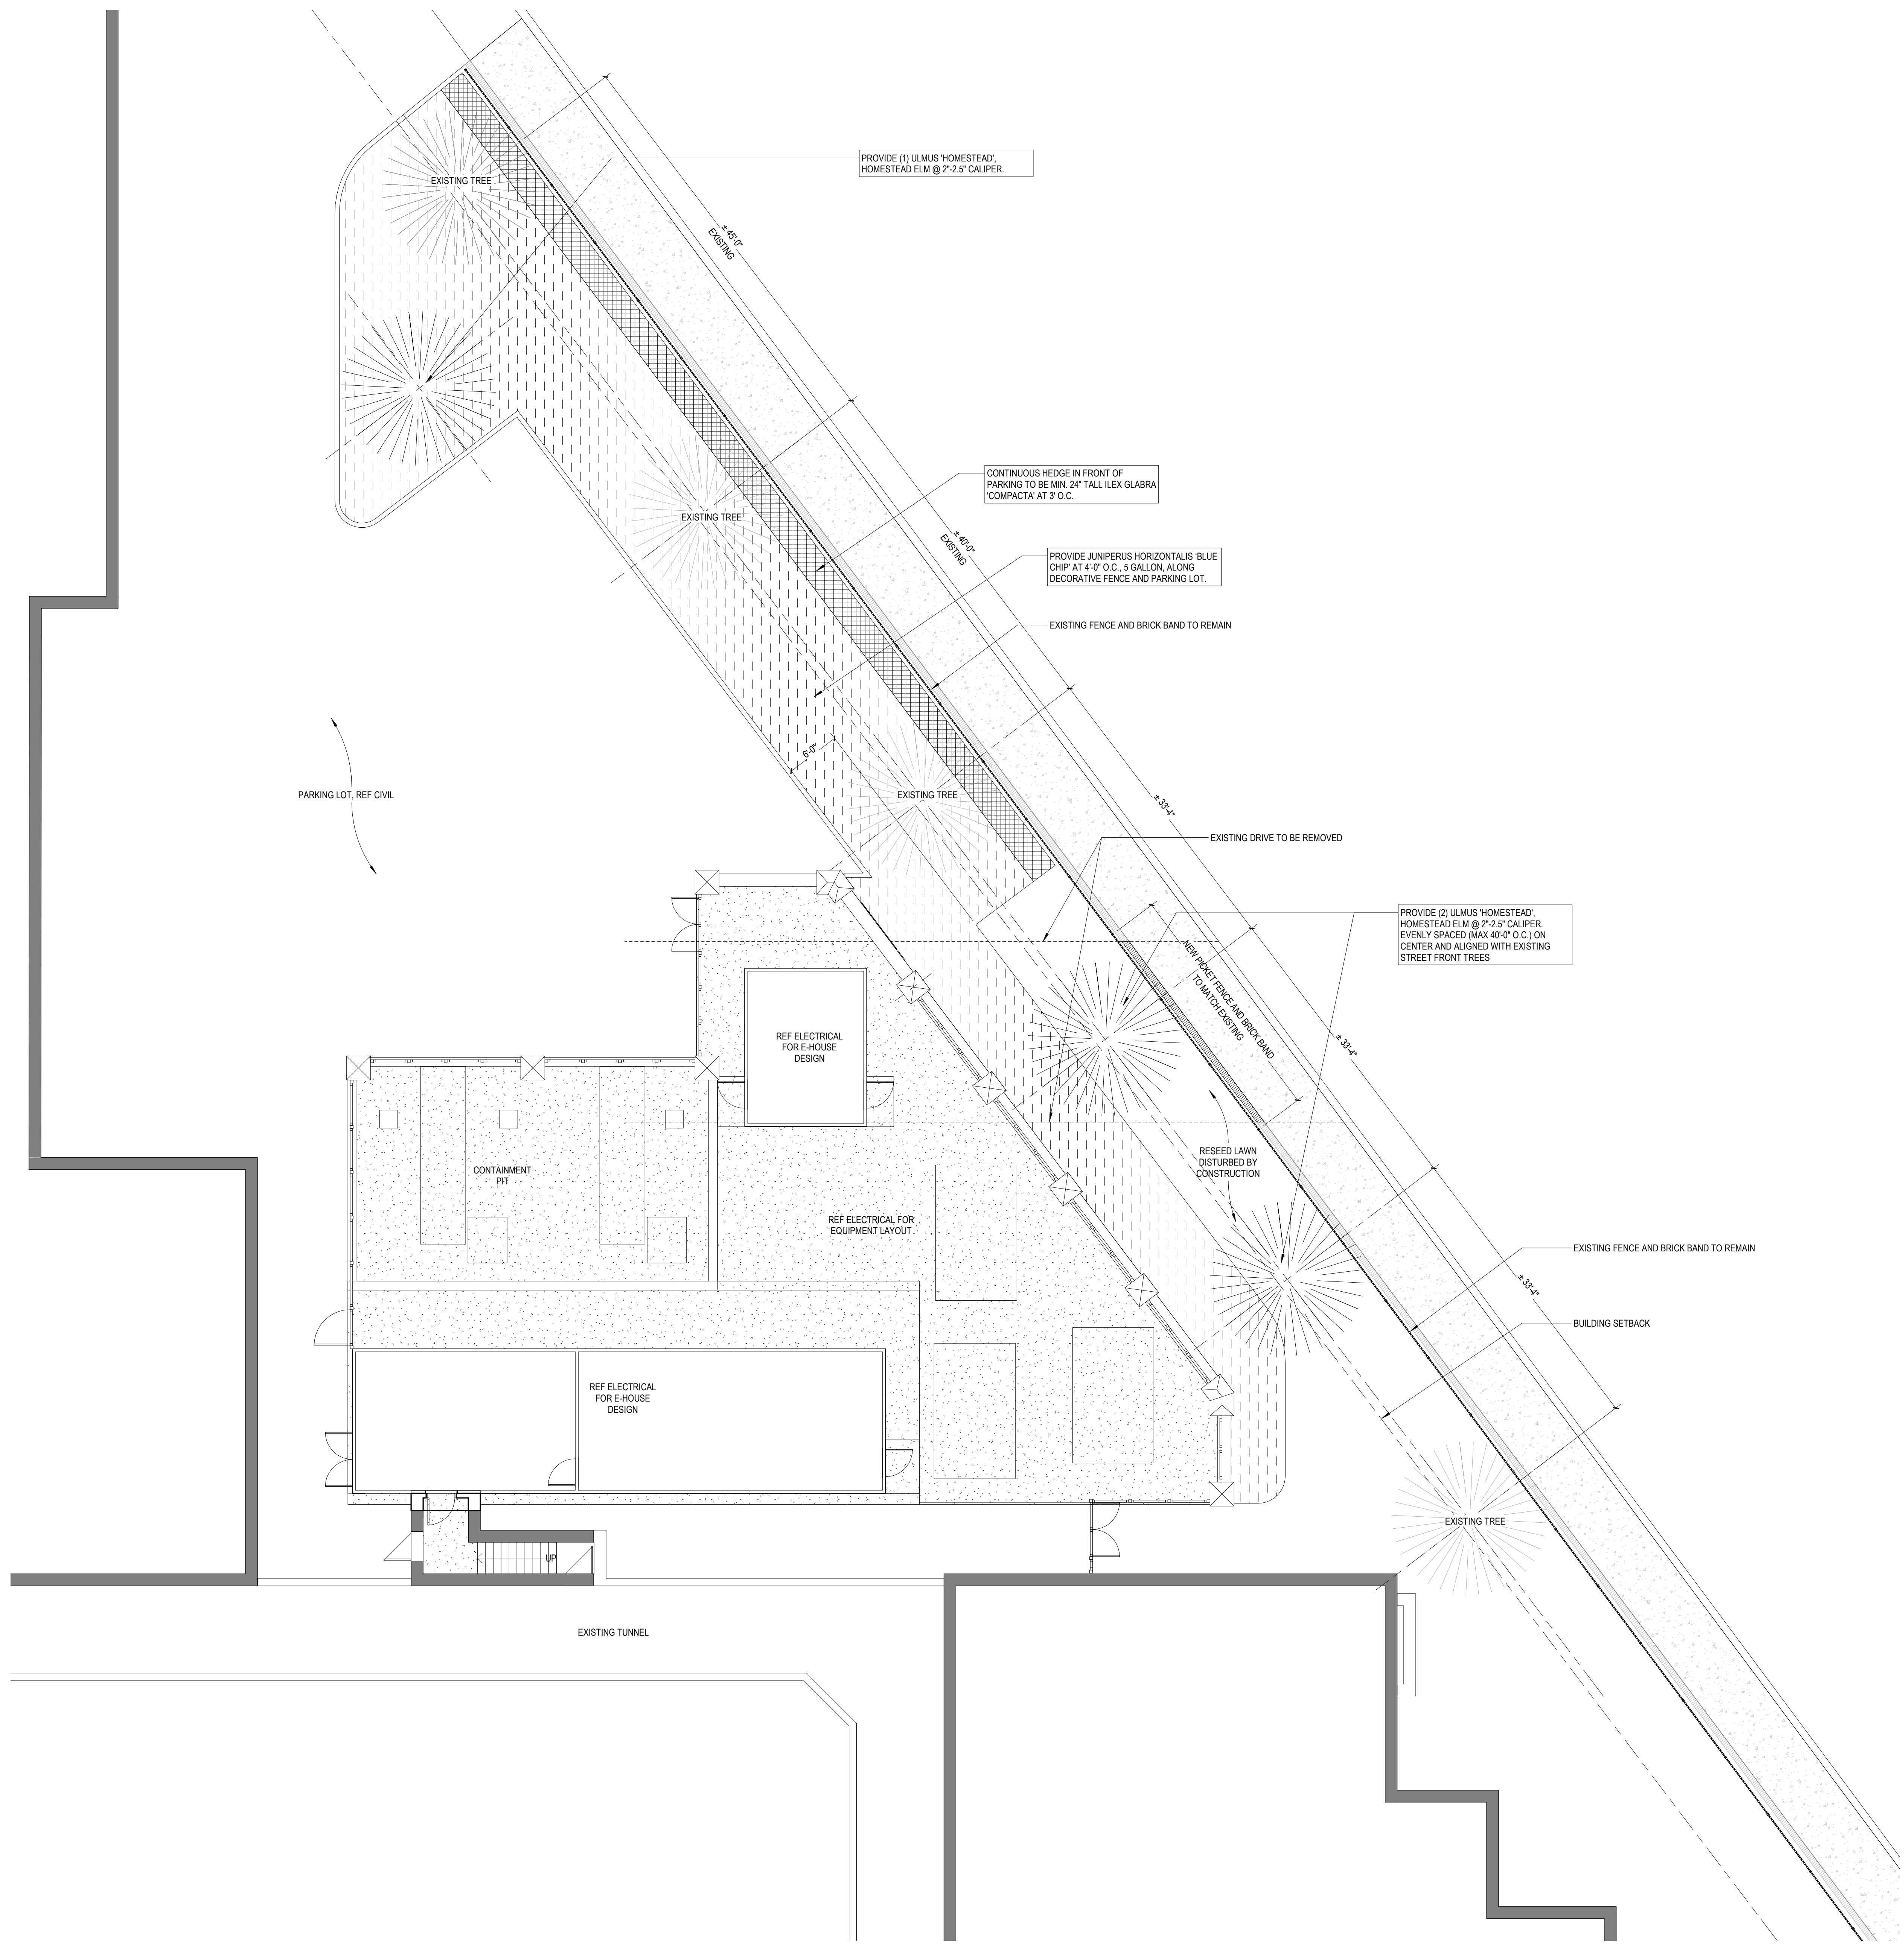 PROVIDE (1) ULMUS 'HOMESTEAD',
HOMESTEAD ELM @ 2"-2.5" CALIPER.
EXISTING TREE
± 45'-0"
EXISTING
CONTINUOUS HEDGE IN FRONT OF
PARKING TO BE MIN. 24" TALL ILEX GLABRA
'COMPACTA' AT 3' O.C.
EXISTING TREE
± 40'-0"
EXISTING
PROVIDE JUNIPERUS HORIZONTALIS 'BLUE
CHIP' AT 4'-0" O.C., 5 GALLON, ALONG
DECORATIVE FENCE AND PARKING LOT.
EXISTING FENCE AND BRICK BAND TO REMAIN
6'-0"
PARKING LOT, REF CIVIL
EXISTING TREE
± 33'-4"
EXISTING DRIVE TO BE REMOVED
PROVIDE (2) ULMUS 'HOMESTEAD',
HOMESTEAD ELM @ 2"-2.5" CALIPER.
EVENLY SPACED (MAX 40'-0" O.C.) ON
CENTER AND ALIGNED WITH EXISTING
STREET FRONT TREES
NEW PICKET FENCE AND BRICK BAND
TO MATCH EXISTING
± 33'-4"
REF ELECTRICAL
FOR E-HOUSE
DESIGN
CONTAINMENT
PIT
RESEED LAWN
DISTURBED BY
CONSTRUCTION
REF ELECTRICAL FOR
EQUIPMENT LAYOUT
EXISTING FENCE AND BRICK BAND TO REMAIN
± 33'-4"
BUILDING SETBACK
REF ELECTRICAL
FOR E-HOUSE
DESIGN
EXISTING TREE
UP
EXISTING TUNNEL